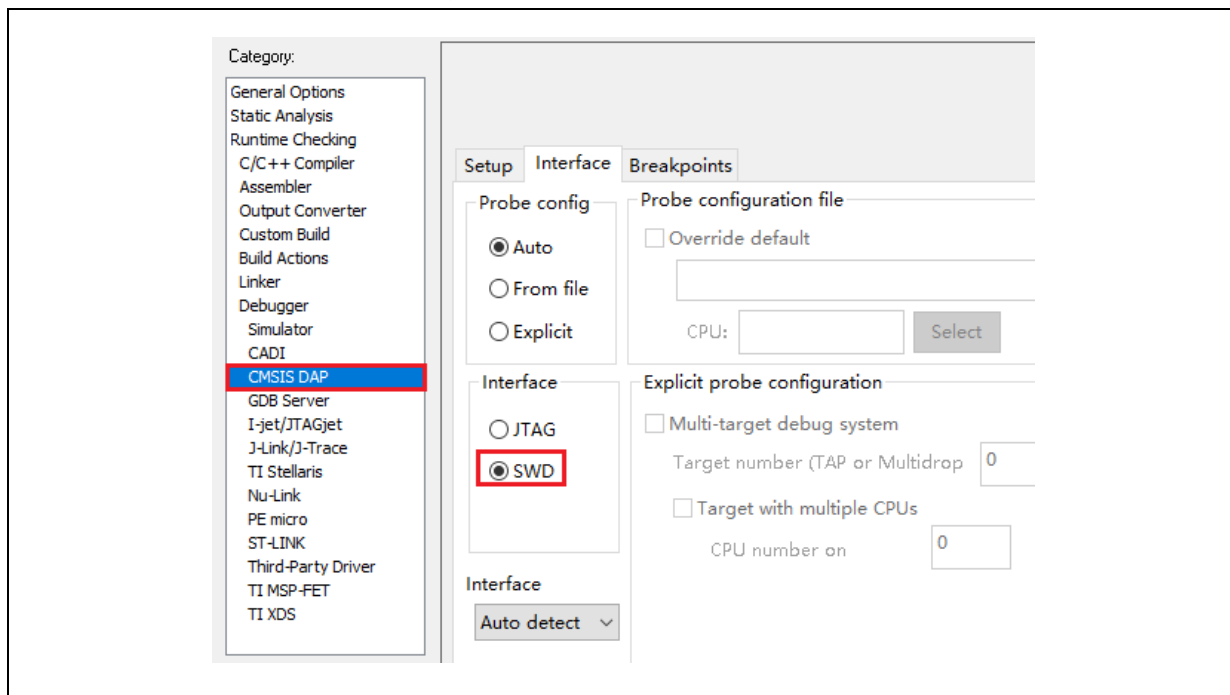 Category:
General Options
Static Analysis
Runtime Checking
C/C++ Compiler
Assembler
Output Converter
Custom Build
Build Actions
Linker
Debugger
Simulator
CADI
CMSIS DAP
GDB Server
I-jet/JTAGjet
J-Link/J-Trace
TI Stellaris
Nu-Link
PE micro
ST-LINK
Third-Party Driver
TI MSP-FET
TI XDS
Setup Interface Breakpoints
Probe config
Auto
From file
Explicit
Probe configuration file
Override default
CPU: Select
Interface
JTAG
SWD
Explicit probe configuration
Multi-target debug system
Target number (TAP or Multidrop 0
Target with multiple CPUs
CPU number on 0
Interface
Auto detect